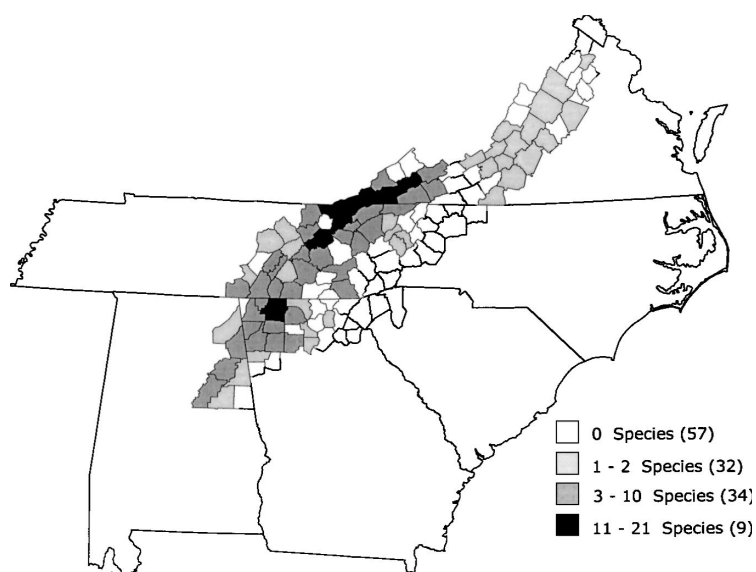 0 Species (57)
1 - 2 Species (32)
3 - 10 Species (34)
11 - 21 Species (9)